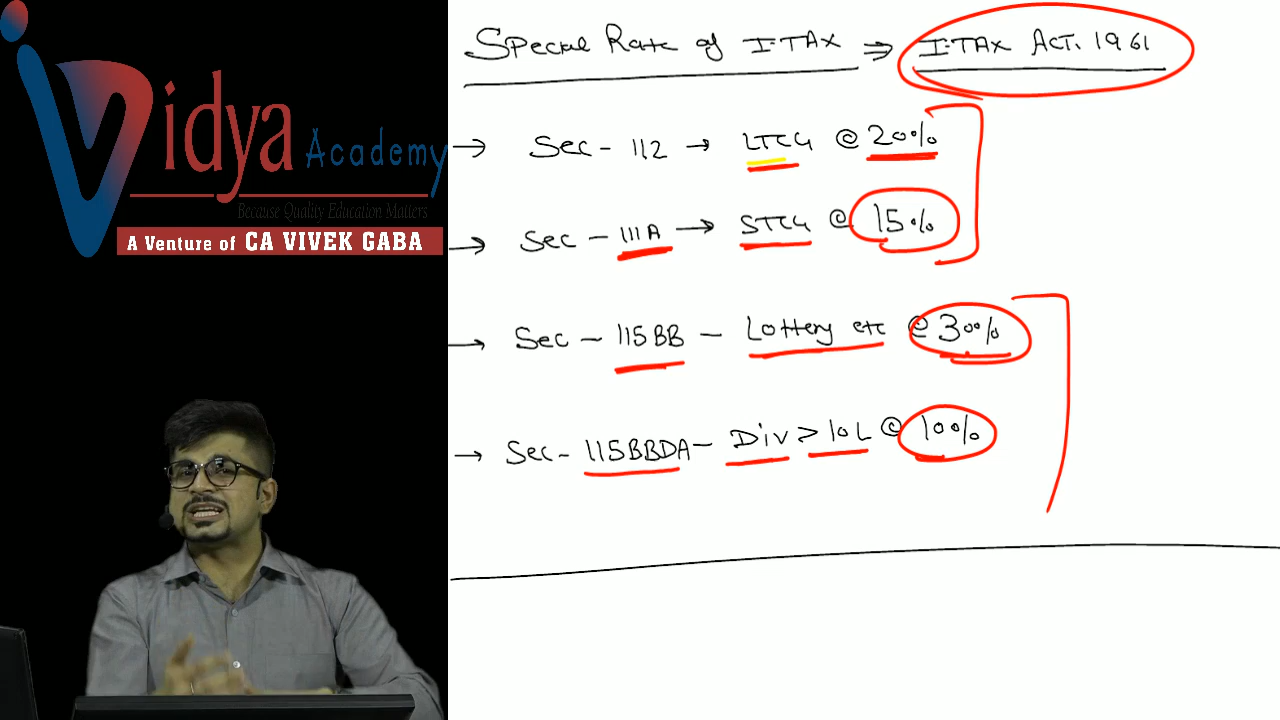 Vidya
Academy
Because Quality Education Matters
A Venture of CA VIVEK GABA
Special Rate of I-TAX ⇒ I-TAX ACT. 1961
→ Sec - 112 → LTCG @ 20%
→ Sec - 111A → STCG @ 15%
→ Sec - 115BB - Lottery etc @ 30%
→ Sec - 115BBDA - Div > 10L @ 10%